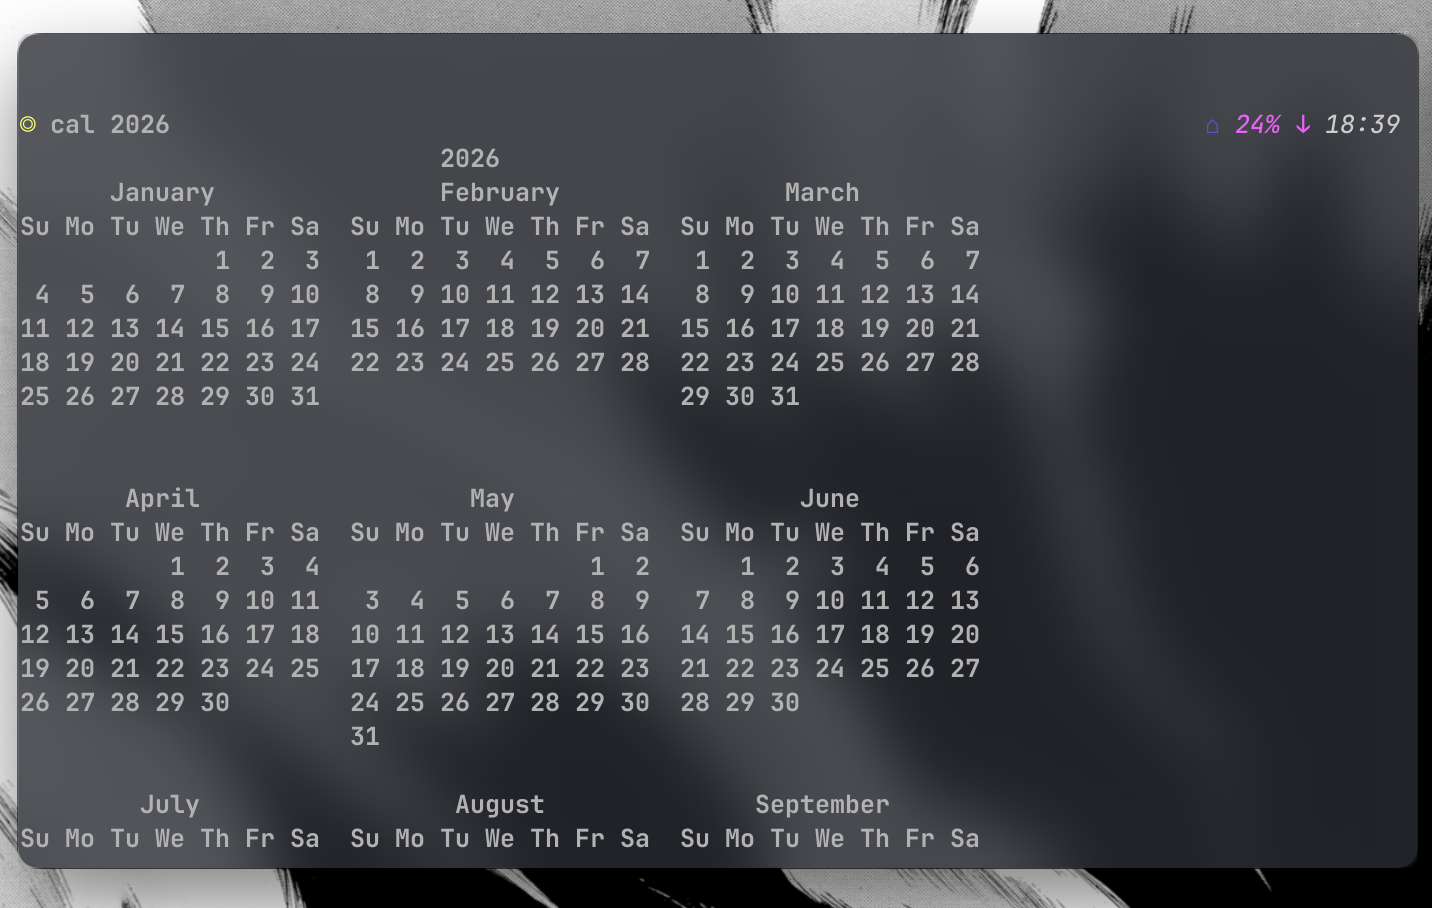 ◎ cal 2026 ⌂ 24% ↓ 18:39
                            2026
      January               February               March
Su Mo Tu We Th Fr Sa  Su Mo Tu We Th Fr Sa  Su Mo Tu We Th Fr Sa
             1  2  3   1  2  3  4  5  6  7   1  2  3  4  5  6  7
 4  5  6  7  8  9 10   8  9 10 11 12 13 14   8  9 10 11 12 13 14
11 12 13 14 15 16 17  15 16 17 18 19 20 21  15 16 17 18 19 20 21
18 19 20 21 22 23 24  22 23 24 25 26 27 28  22 23 24 25 26 27 28
25 26 27 28 29 30 31                        29 30 31
       April                  May                   June
Su Mo Tu We Th Fr Sa  Su Mo Tu We Th Fr Sa  Su Mo Tu We Th Fr Sa
          1  2  3  4                  1  2      1  2  3  4  5  6
 5  6  7  8  9 10 11   3  4  5  6  7  8  9   7  8  9 10 11 12 13
12 13 14 15 16 17 18  10 11 12 13 14 15 16  14 15 16 17 18 19 20
19 20 21 22 23 24 25  17 18 19 20 21 22 23  21 22 23 24 25 26 27
26 27 28 29 30        24 25 26 27 28 29 30  28 29 30
                      31
        July                 August              September
Su Mo Tu We Th Fr Sa  Su Mo Tu We Th Fr Sa  Su Mo Tu We Th Fr Sa